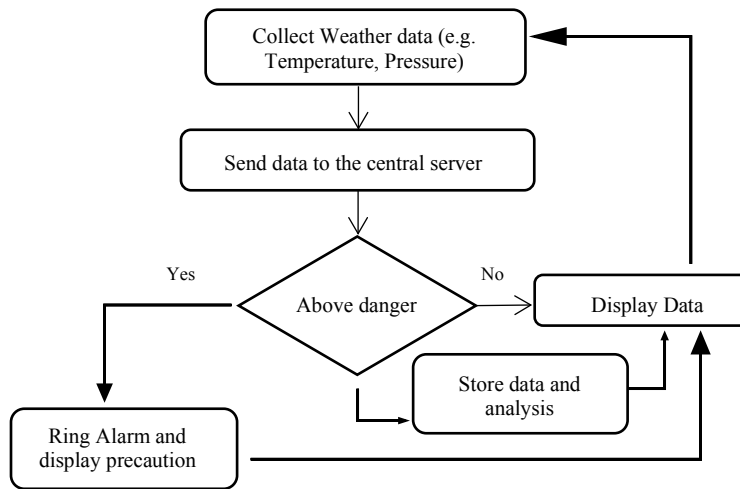 Collect Weather data (e.g.
Temperature, Pressure)
Send data to the central server
Yes
No
Above danger
Display Data
Store data and
analysis
Ring Alarm and
display precaution